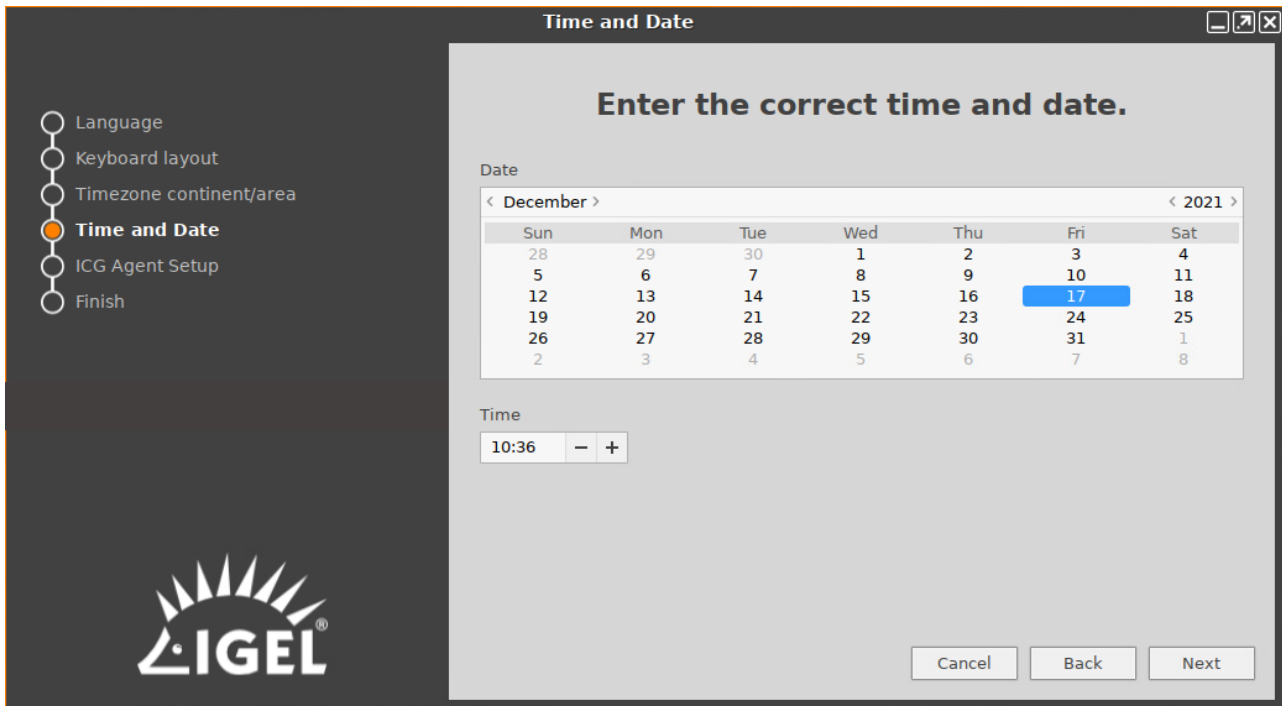 Time and Date
Language
Keyboard layout
Timezone continent/area
Time and Date
ICG Agent Setup
Finish
IGEL®
Enter the correct time and date.
Date
< December > < 2021 >
Sun Mon Tue Wed Thu Fri Sat
28 29 30 1 2 3 4
5 6 7 8 9 10 11
12 13 14 15 16 17 18
19 20 21 22 23 24 25
26 27 28 29 30 31 1
2 3 4 5 6 7 8
Time
10:36 − +
Cancel Back Next